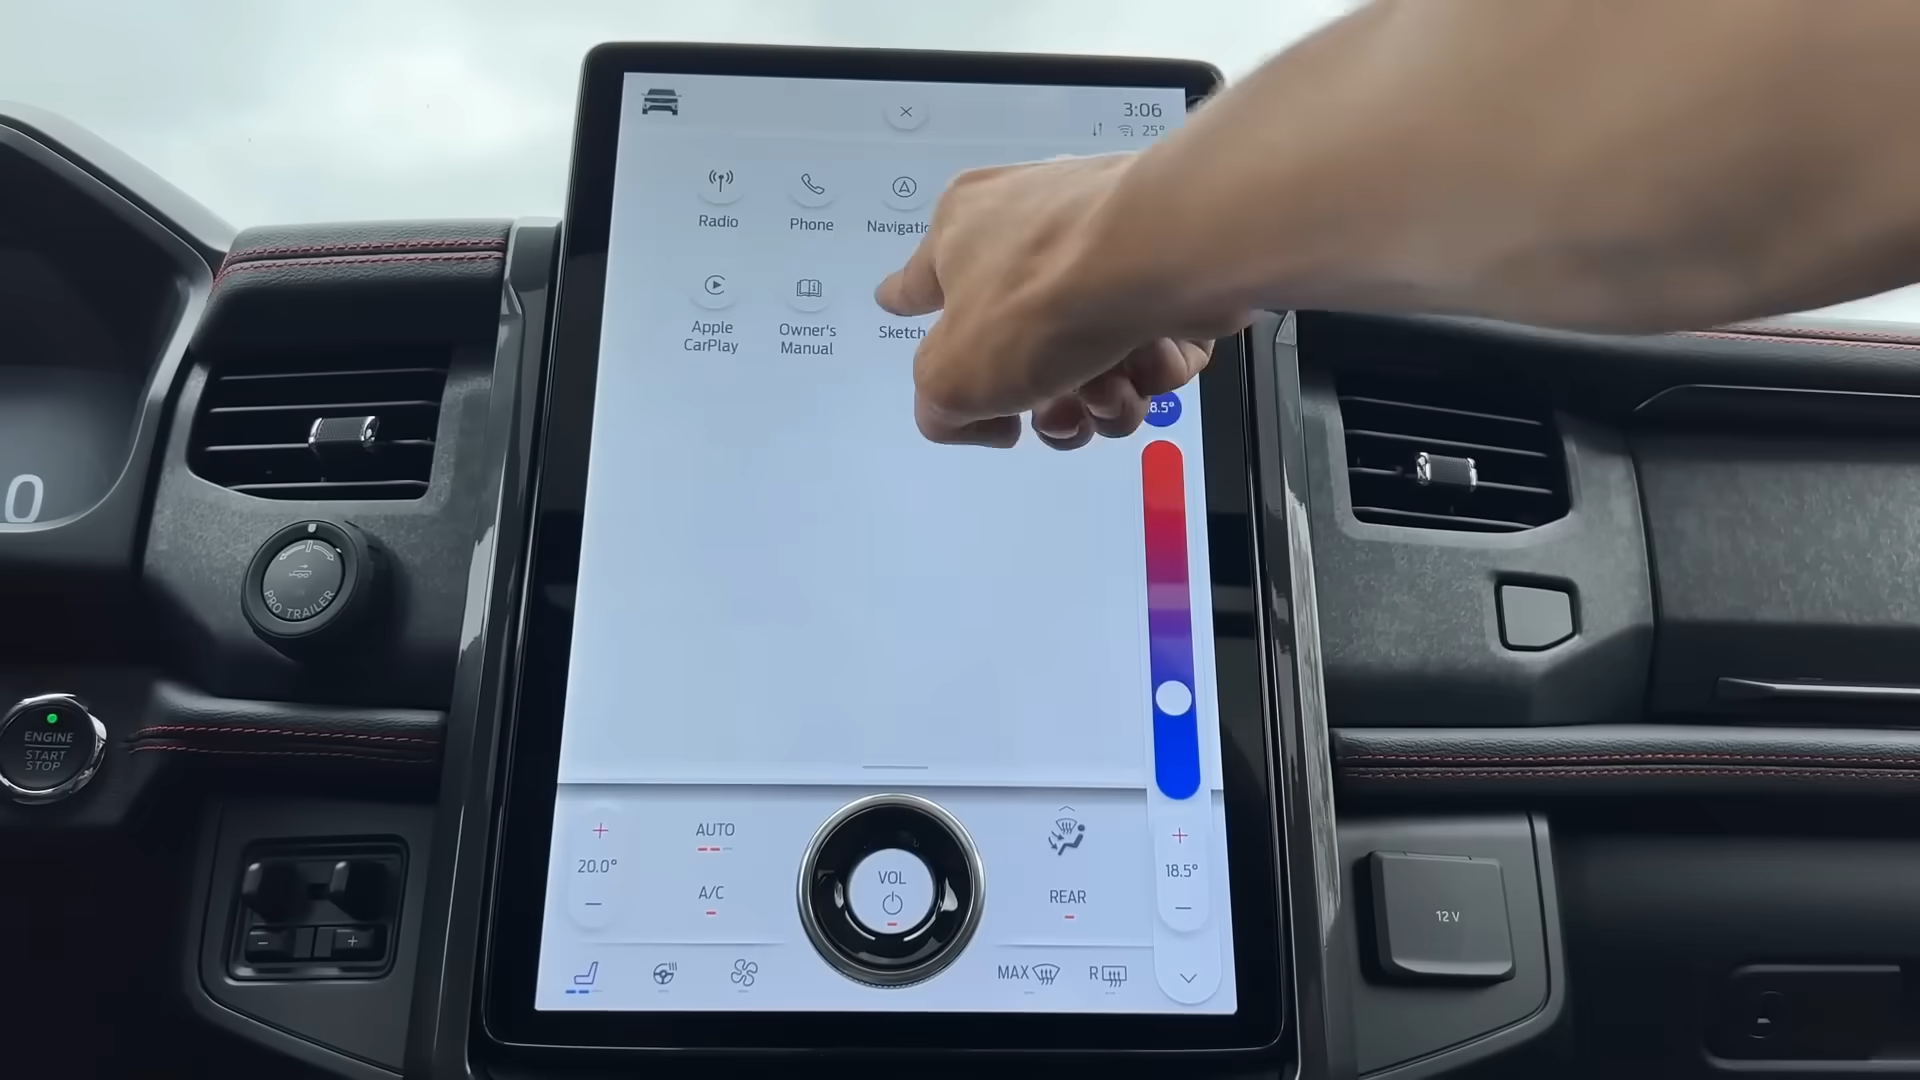 3:06
25°
Radio
Phone
Navigatio
Apple
CarPlay
Owner's
Manual
Sketch
8.5°
0
PRO TRAILER
ENGINE
START
STOP
+
20.0°
−
AUTO
A/C
VOL
REAR
+
18.5°
−
MAX
R
− +
12 V